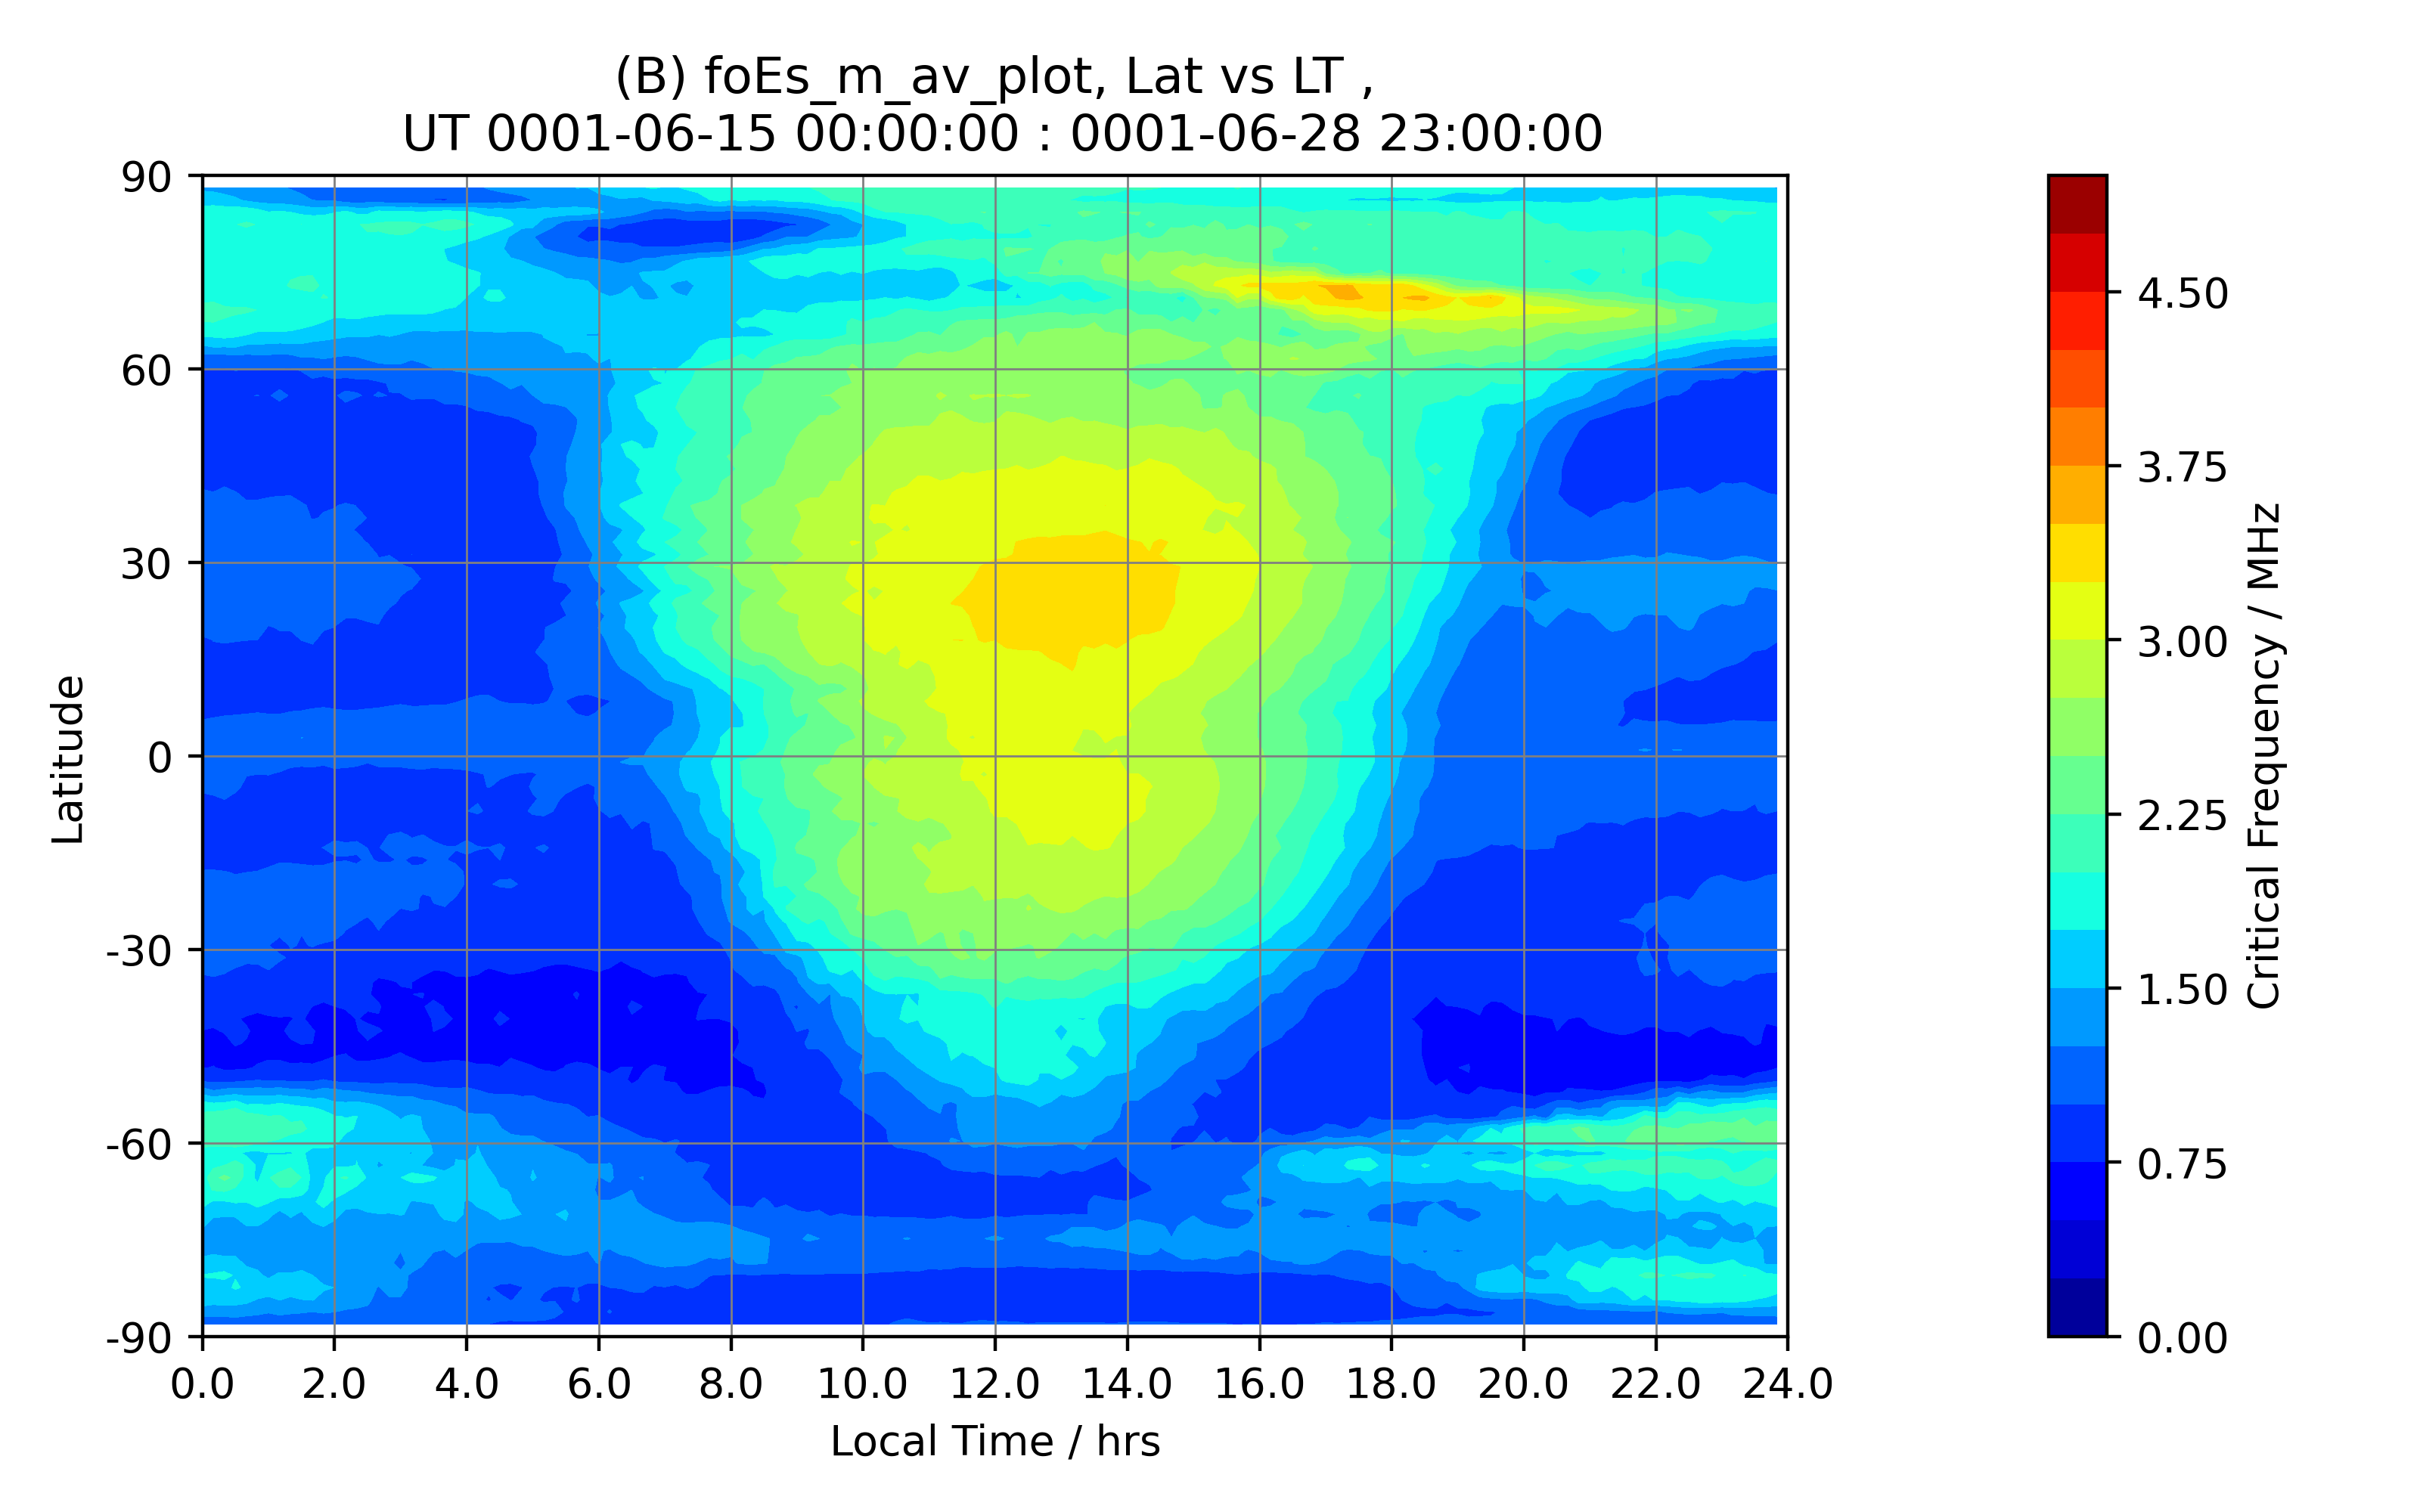 (B) foEs_m_av_plot, Lat vs LT ,
UT 0001-06-15 00:00:00 : 0001-06-28 23:00:00
90
60
30
0
-30
-60
-90
Latitude
0.0 2.0 4.0 6.0 8.0 10.0 12.0 14.0 16.0 18.0 20.0 22.0 24.0
Local Time / hrs
4.50
3.75
3.00
2.25
1.50
0.75
0.00
Critical Frequency / MHz